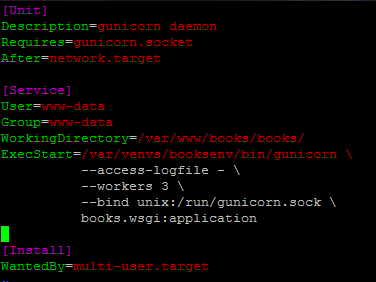 [Unit]
Description=gunicorn daemon
Requires=gunicorn.socket
After=network.target
[Service]
User=www-data
Group=www-data
WorkingDirectory=/var/www/books/books/
ExecStart=/var/venvs/booksenv/bin/gunicorn \
--access-logfile - \
--workers 3 \
--bind unix:/run/gunicorn.sock \
books.wsgi:application
[Install]
WantedBy=multi-user.target